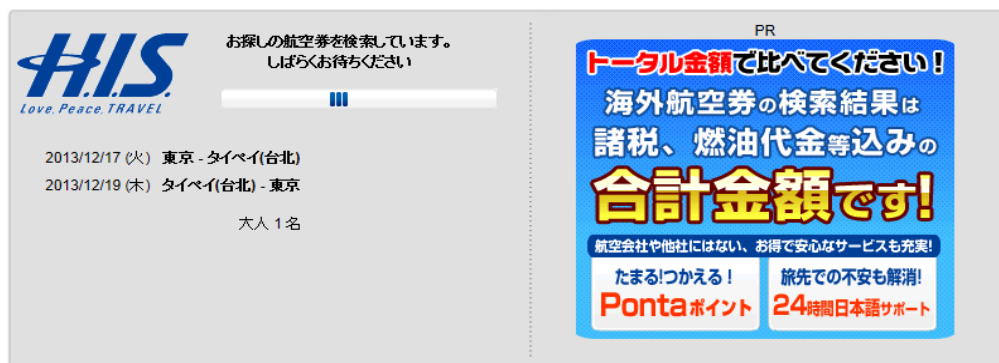 H.I.S.
Love. Peace. TRAVEL
お探しの航空券を検索しています。
しばらくお待ちください
2013/12/17 (火) 東京 - タイペイ(台北)
2013/12/19 (木) タイペイ(台北) - 東京
大人 1名
PR
トータル金額で比べてください!
海外航空券の検索結果は
諸税、燃油代金等込みの
合計金額です!
航空会社や他社にはない、お得で安心なサービスも充実!
たまる!つかえる!
Pontaポイント
旅先での不安も解消!
24時間日本語サポート